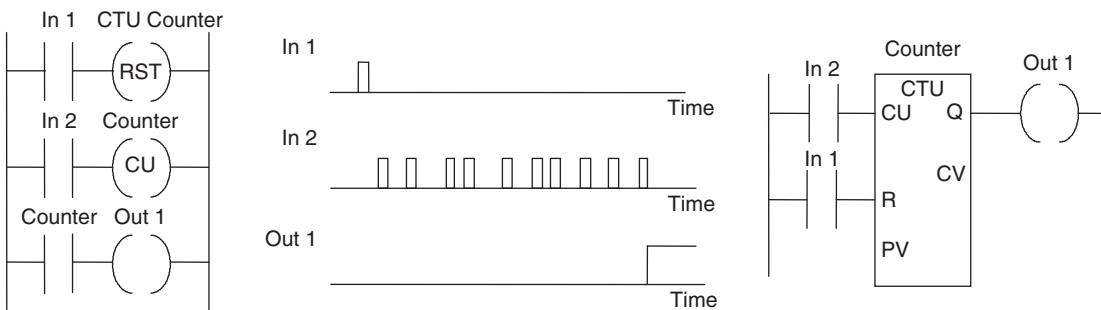 In 1 CTU Counter
RST
In 2 Counter
CU
Counter Out 1
In 1
Time
In 2
Time
Out 1
Time
Counter
In 2
CTU
Out 1
CU Q
In 1
CV
R
PV